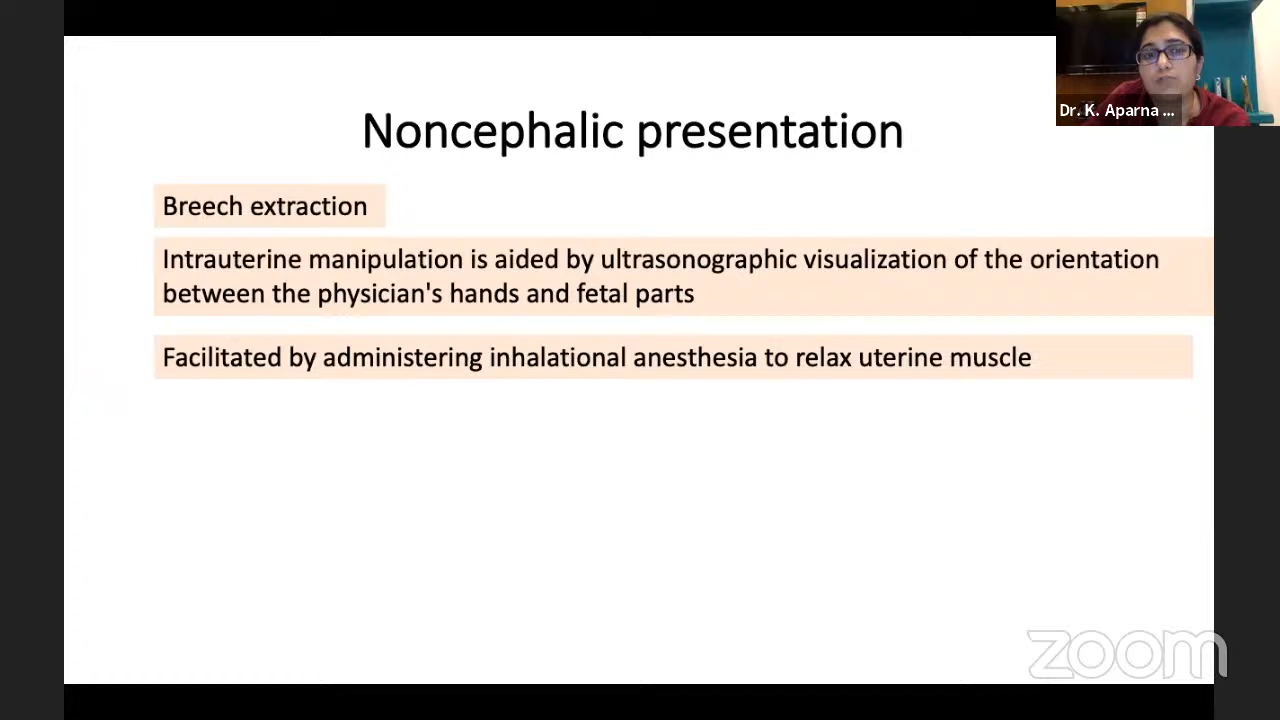 Dr. K. Aparna ...
Noncephalic presentation
Breech extraction
Intrauterine manipulation is aided by ultrasonographic visualization of the orientation
between the physician's hands and fetal parts
Facilitated by administering inhalational anesthesia to relax uterine muscle
zoom